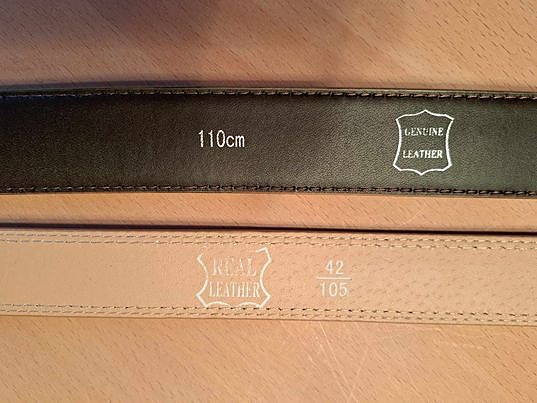 110cm
GENUINE
LEATHER
REAL
LEATHER
42
105